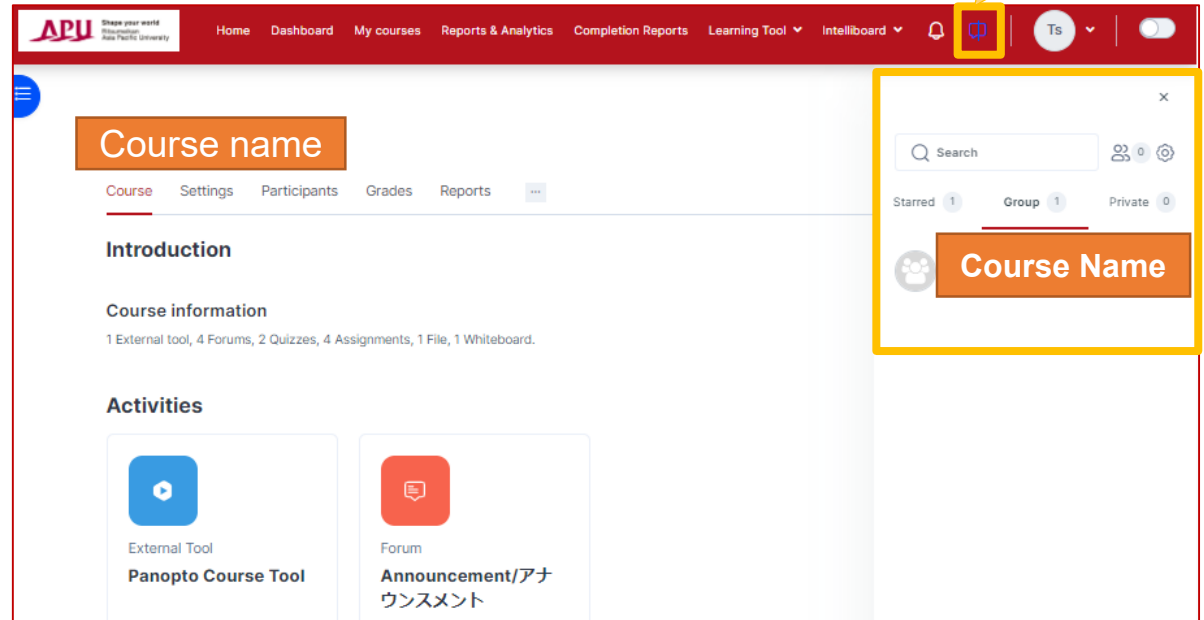 APU Shape your world
Ritsumeikan
Asia Pacific University
Home Dashboard My courses Reports & Analytics Completion Reports Learning Tool Intelliboard Ts
Course name
Course Settings Participants Grades Reports ...
Introduction
Course information
1 External tool, 4 Forums, 2 Quizzes, 4 Assignments, 1 File, 1 Whiteboard.
Activities
External Tool
Panopto Course Tool
Forum
Announcement/アナ
ウンスメント
×
Search 0
Starred 1 Group 1 Private 0
Course Name